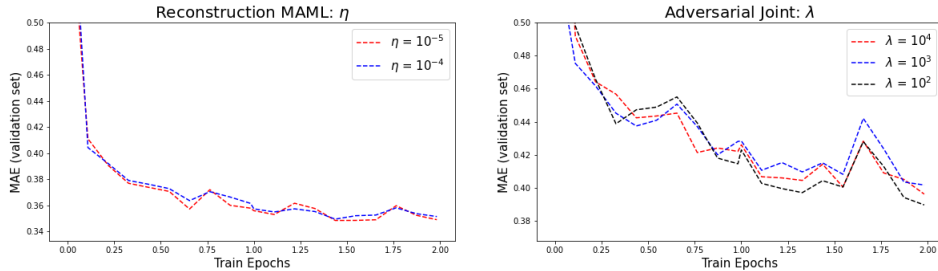 Reconstruction MAML: η
MAE (validation set)
0.50
0.48
0.46
0.44
0.42
0.40
0.38
0.36
0.34
η = 10⁻⁵
η = 10⁻⁴
0.00 0.25 0.50 0.75 1.00 1.25 1.50 1.75 2.00
Train Epochs
Adversarial Joint: λ
MAE (validation set)
0.50
0.48
0.46
0.44
0.42
0.40
0.38
λ = 10⁴
λ = 10³
λ = 10²
0.00 0.25 0.50 0.75 1.00 1.25 1.50 1.75 2.00
Train Epochs